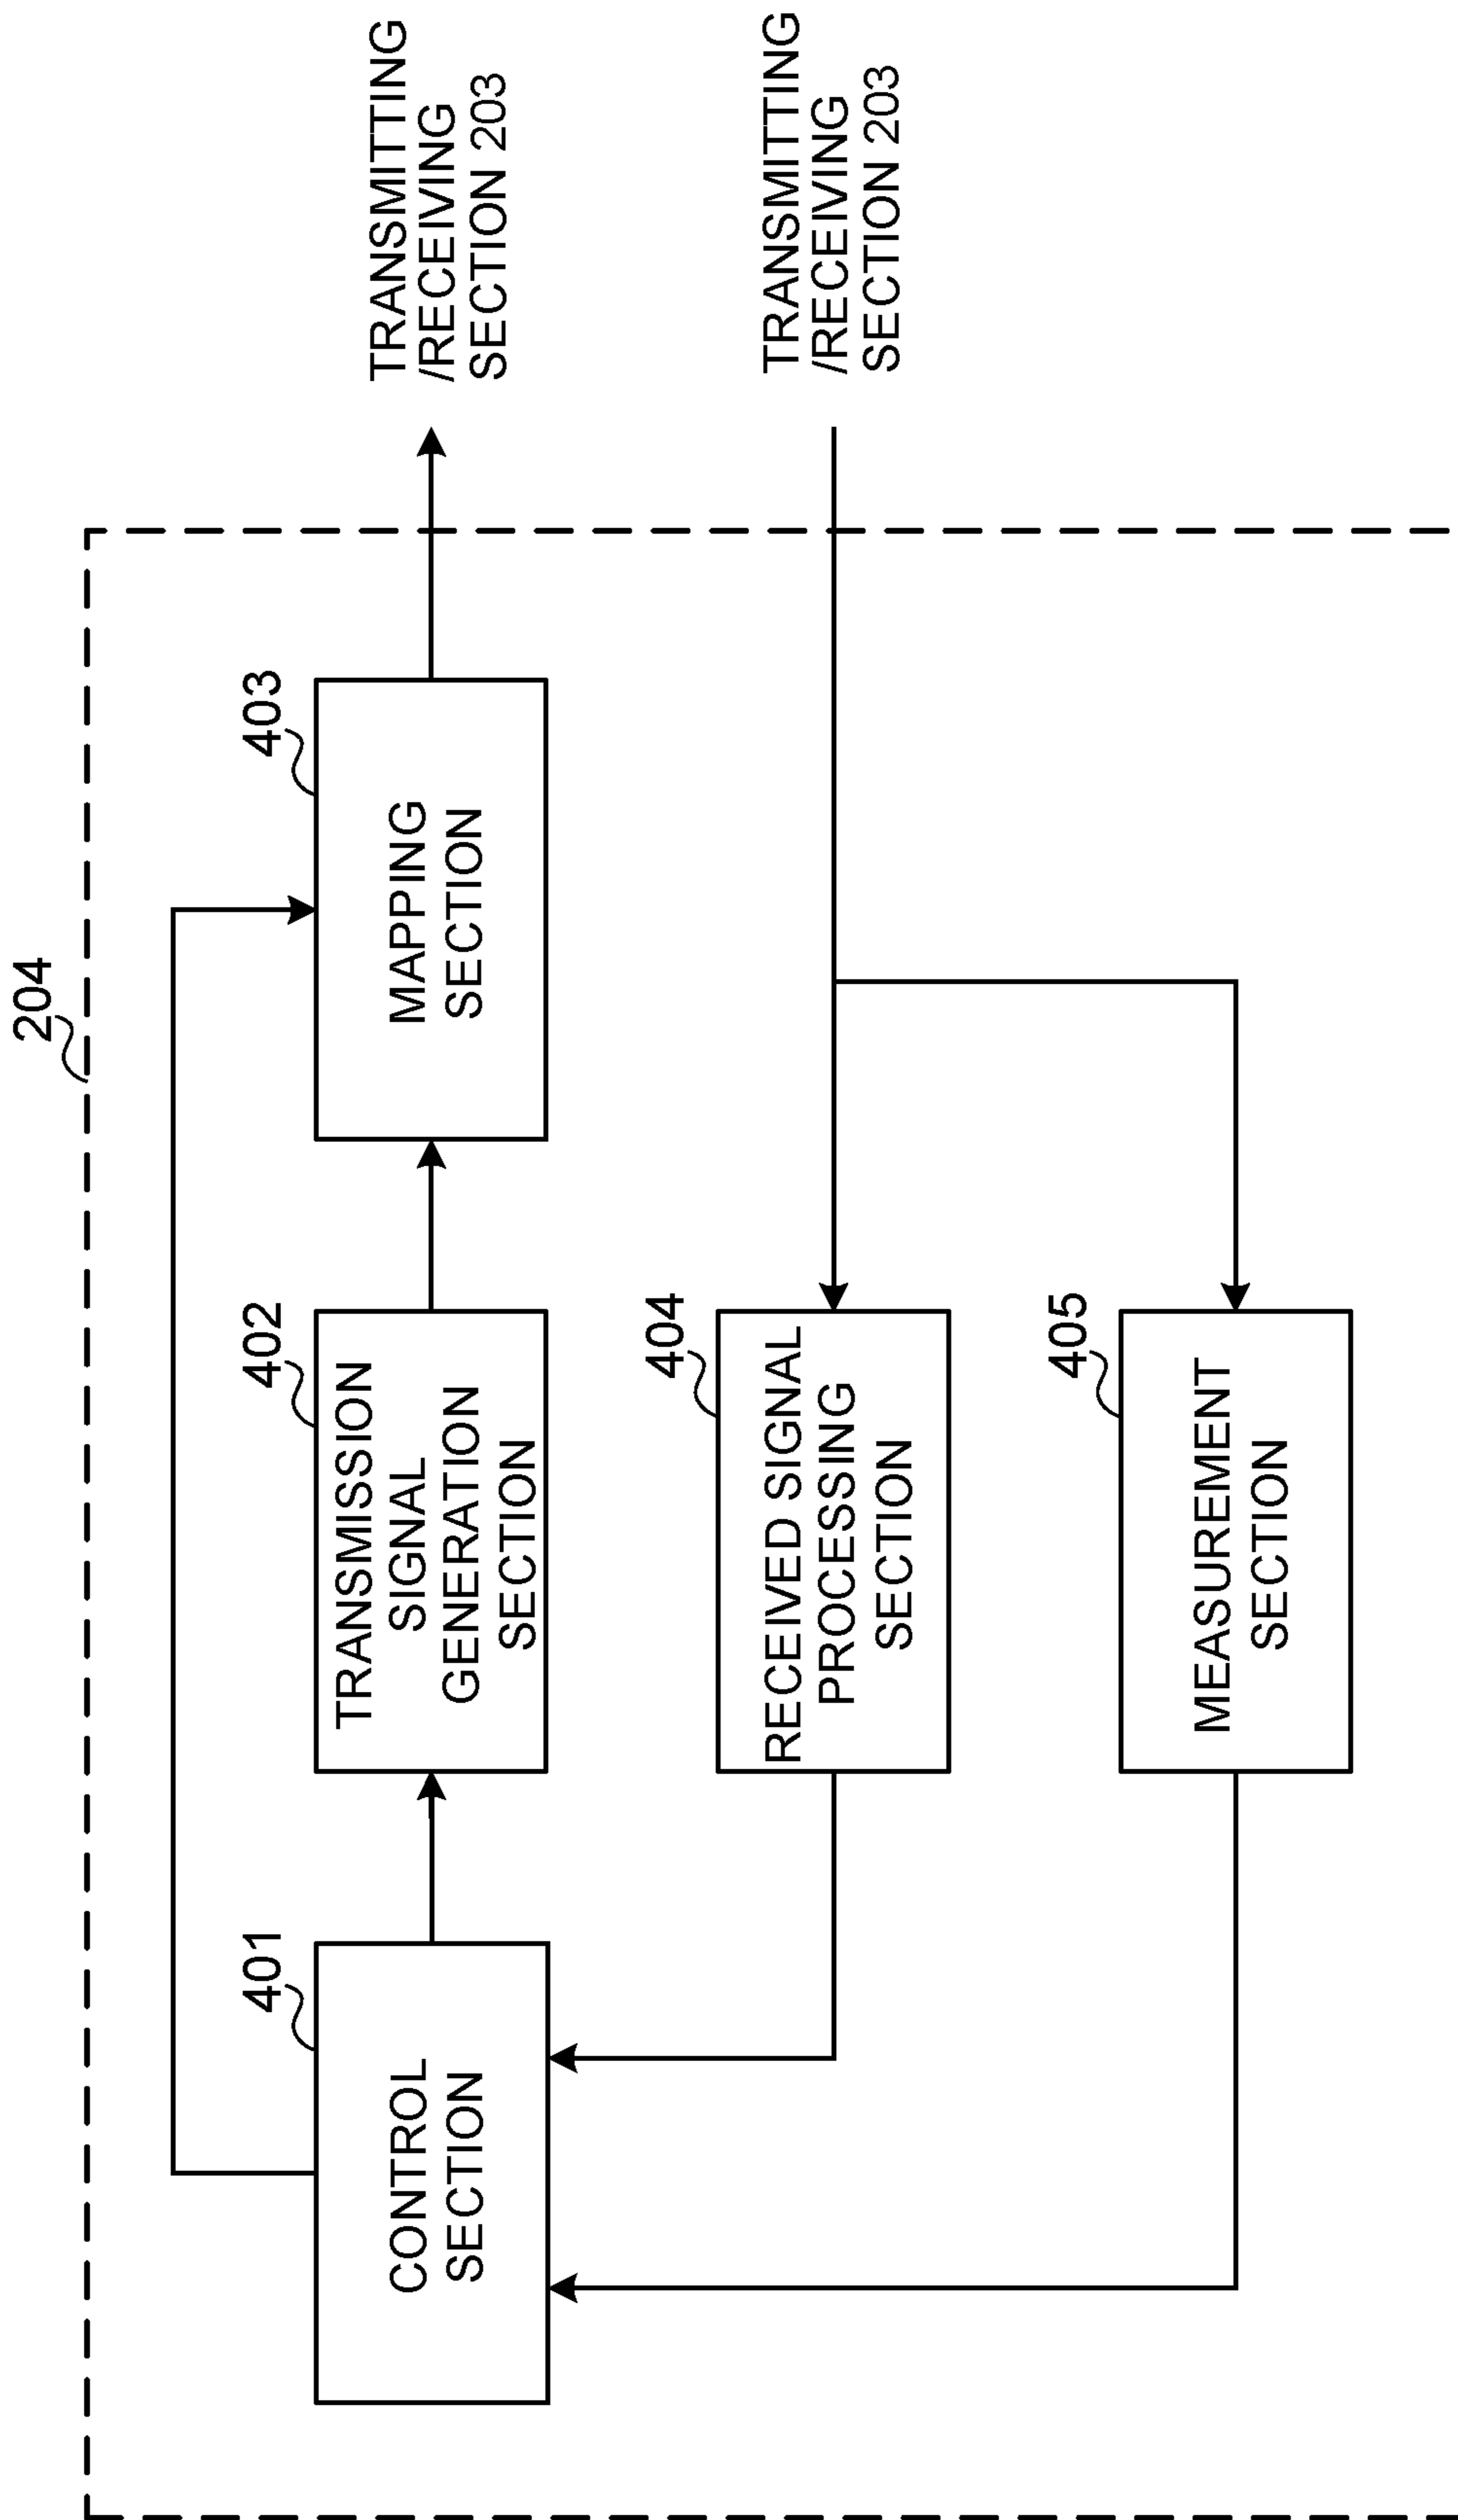 204
401
CONTROL
SECTION
402
TRANSMISSION
SIGNAL
GENERATION
SECTION
403
MAPPING
SECTION
TRANSMITTING
/RECEIVING
SECTION 203
404
RECEIVED SIGNAL
PROCESSING
SECTION
TRANSMITTING
/RECEIVING
SECTION 203
405
MEASUREMENT
SECTION